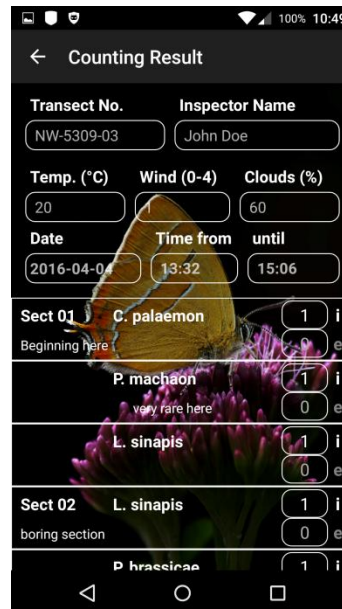 100% 10:49
Counting Result
Transect No. Inspector Name
NW-5309-03 John Doe
Temp. (°C) Wind (0-4) Clouds (%)
20 1 60
Date Time from until
2016-04-04 13:32 15:06
Sect 01 C. palaemon 1 i
Beginning here 0 e
P. machaon 1 i
very rare here 0 e
L. sinapis 1 i
0 e
Sect 02 L. sinapis 1 i
boring section 0 e
P. brassicae 1 i